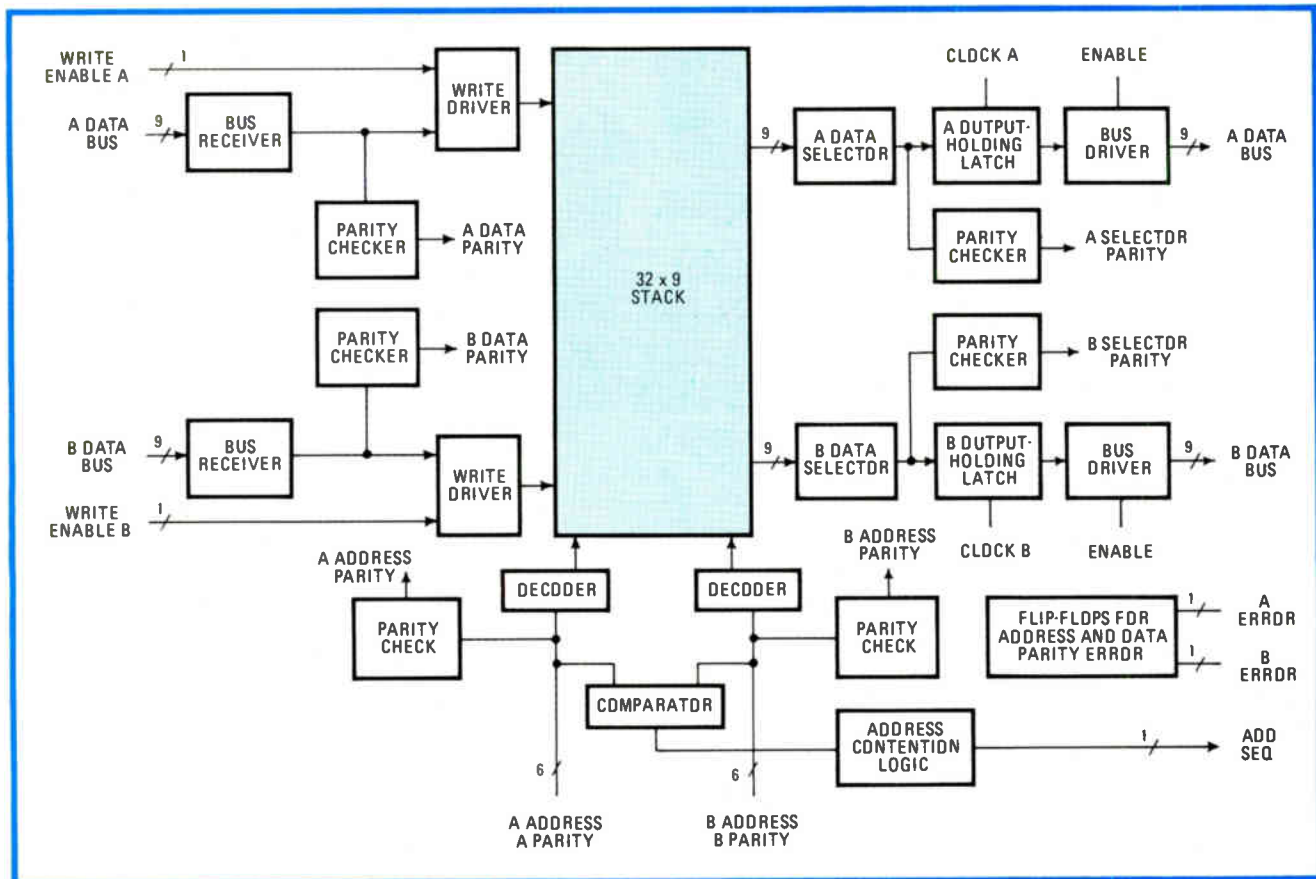 WRITE
ENABLE A
1
A DATA
BUS
9
BUS
RECEIVER
WRITE
DRIVER
PARITY
CHECKER
A DATA
PARITY
PARITY
CHECKER
B DATA
PARITY
B DATA
BUS
9
BUS
RECEIVER
WRITE
DRIVER
WRITE
ENABLE B
1
32 x 9
STACK
CLOCK A
ENABLE
9
A DATA
SELECTOR
A OUTPUT-
HOLDING
LATCH
BUS
DRIVER
9
A DATA
BUS
PARITY
CHECKER
A SELECTOR
PARITY
PARITY
CHECKER
B SELECTOR
PARITY
9
B DATA
SELECTOR
B OUTPUT-
HOLDING
LATCH
BUS
DRIVER
9
B DATA
BUS
CLOCK B
ENABLE
A ADDRESS
PARITY
PARITY
CHECK
DECODER
DECODER
B ADDRESS
PARITY
PARITY
CHECK
COMPARATOR
FLIP-FLOPS FOR
ADDRESS AND DATA
PARITY ERROR
1
A
ERROR
1
B
ERROR
ADDRESS
CONTENTION
LOGIC
1
ADD
SEQ
6
6
A ADDRESS
A PARITY
B ADDRESS
B PARITY